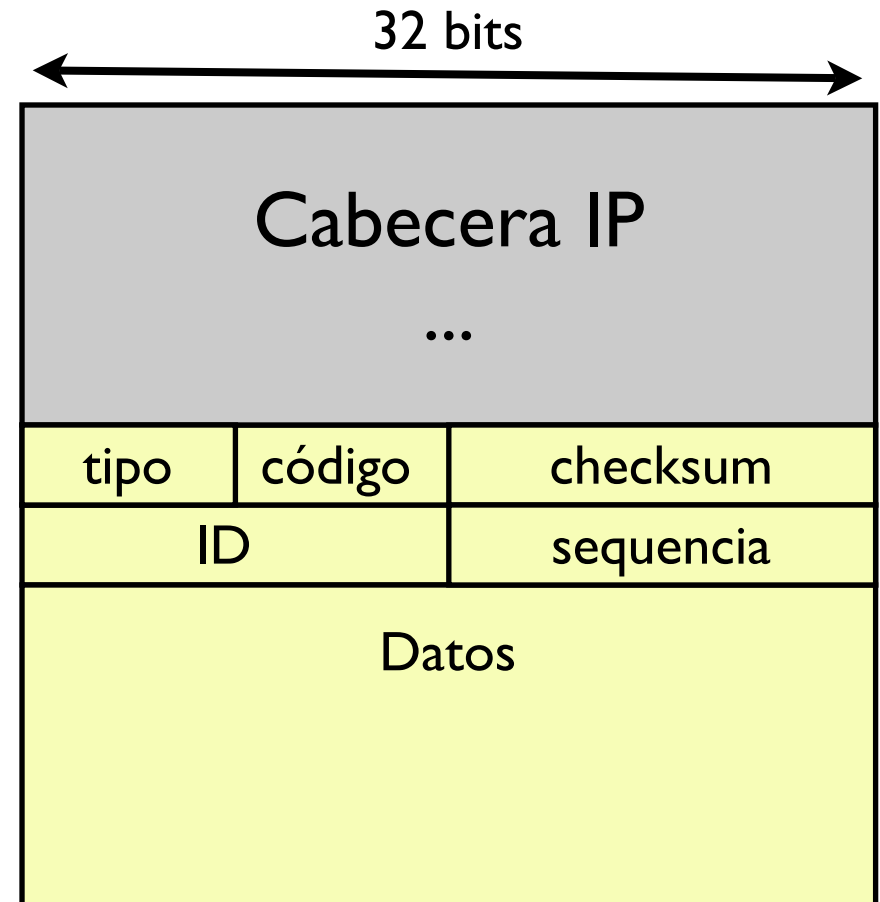 32 bits
Cabecera IP
...
tipo código checksum
ID sequencia
Datos